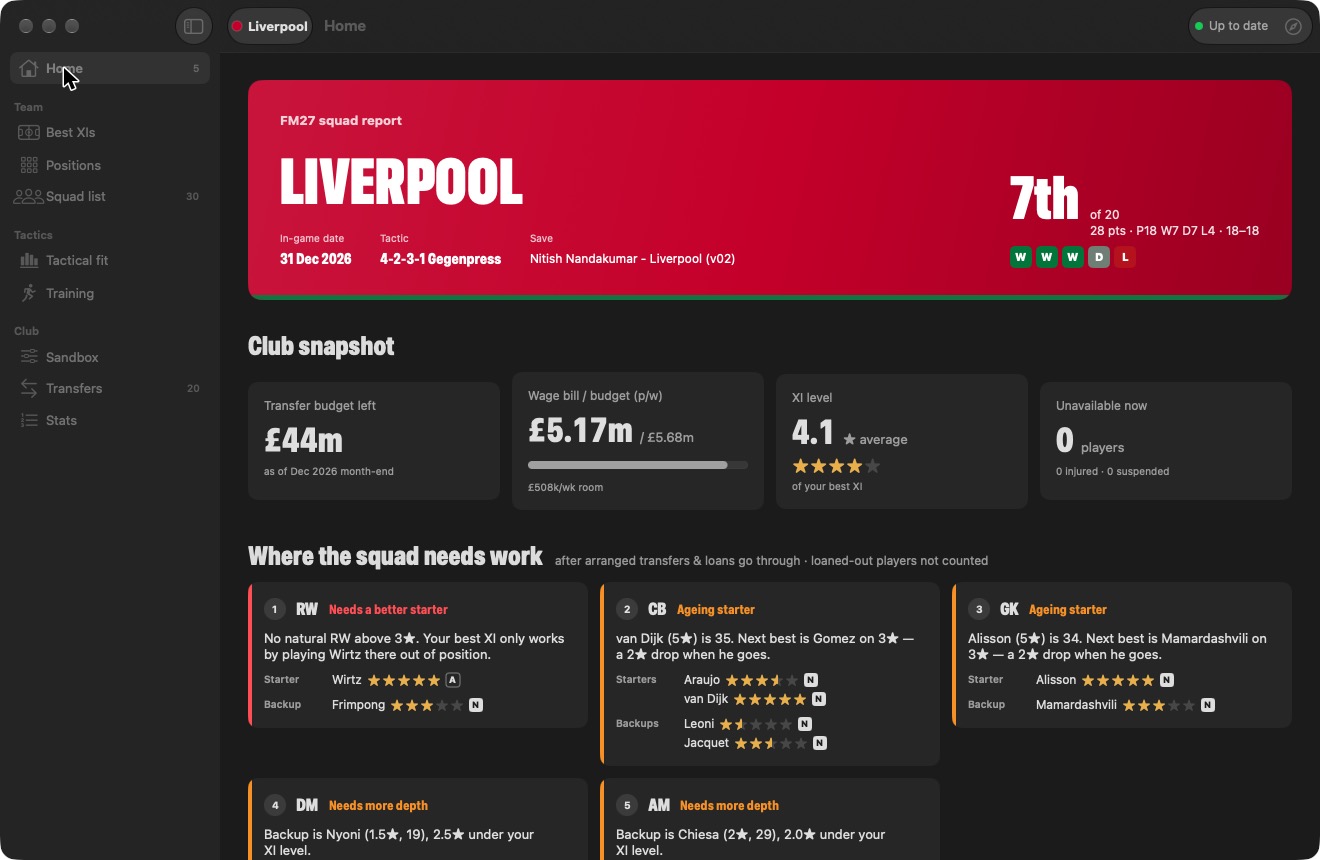 Liverpool
Home
Up to date
Home 5
Team
Best XIs
Positions
Squad list 30
Tactics
Tactical fit
Training
Club
Sandbox
Transfers 20
Stats
FM27 squad report
LIVERPOOL
In-game date
31 Dec 2026
Tactic
4-2-3-1 Gegenpress
Save
Nitish Nandakumar - Liverpool (v02)
7th
of 20
28 pts · P18 W7 D7 L4 · 18–18
W W W D L
Club snapshot
Transfer budget left
£44m
as of Dec 2026 month-end
Wage bill / budget (p/w)
£5.17m / £5.68m
£508k/wk room
XI level
4.1 ★ average
★★★★★
of your best XI
Unavailable now
0 players
0 injured · 0 suspended
Where the squad needs work after arranged transfers & loans go through · loaned-out players not counted
1 RW Needs a better starter
No natural RW above 3★. Your best XI only works
by playing Wirtz there out of position.
Starter Wirtz ★★★★★ A
Backup Frimpong ★★★★★ N
2 CB Ageing starter
van Dijk (5★) is 35. Next best is Gomez on 3★ —
a 2★ drop when he goes.
Starters Araujo ★★★★★ N
van Dijk ★★★★★ N
Backups Leoni ★★★★★ N
Jacquet ★★★★★ N
3 GK Ageing starter
Alisson (5★) is 34. Next best is Mamardashvili on
3★ — a 2★ drop when he goes.
Starter Alisson ★★★★★ N
Backup Mamardashvili ★★★★★ N
4 DM Needs more depth
Backup is Nyoni (1.5★, 19), 2.5★ under your
XI level.
5 AM Needs more depth
Backup is Chiesa (2★, 29), 2.0★ under your
XI level.